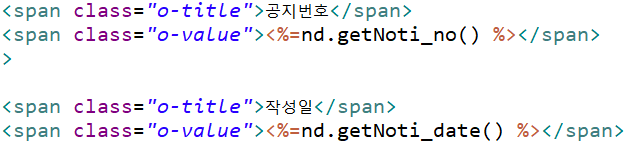 <span class="o-title">공지번호</span>
<span class="o-value"><%=nd.getNoti_no() %></span>
>
<span class="o-title">작성일</span>
<span class="o-value"><%=nd.getNoti_date() %></span>